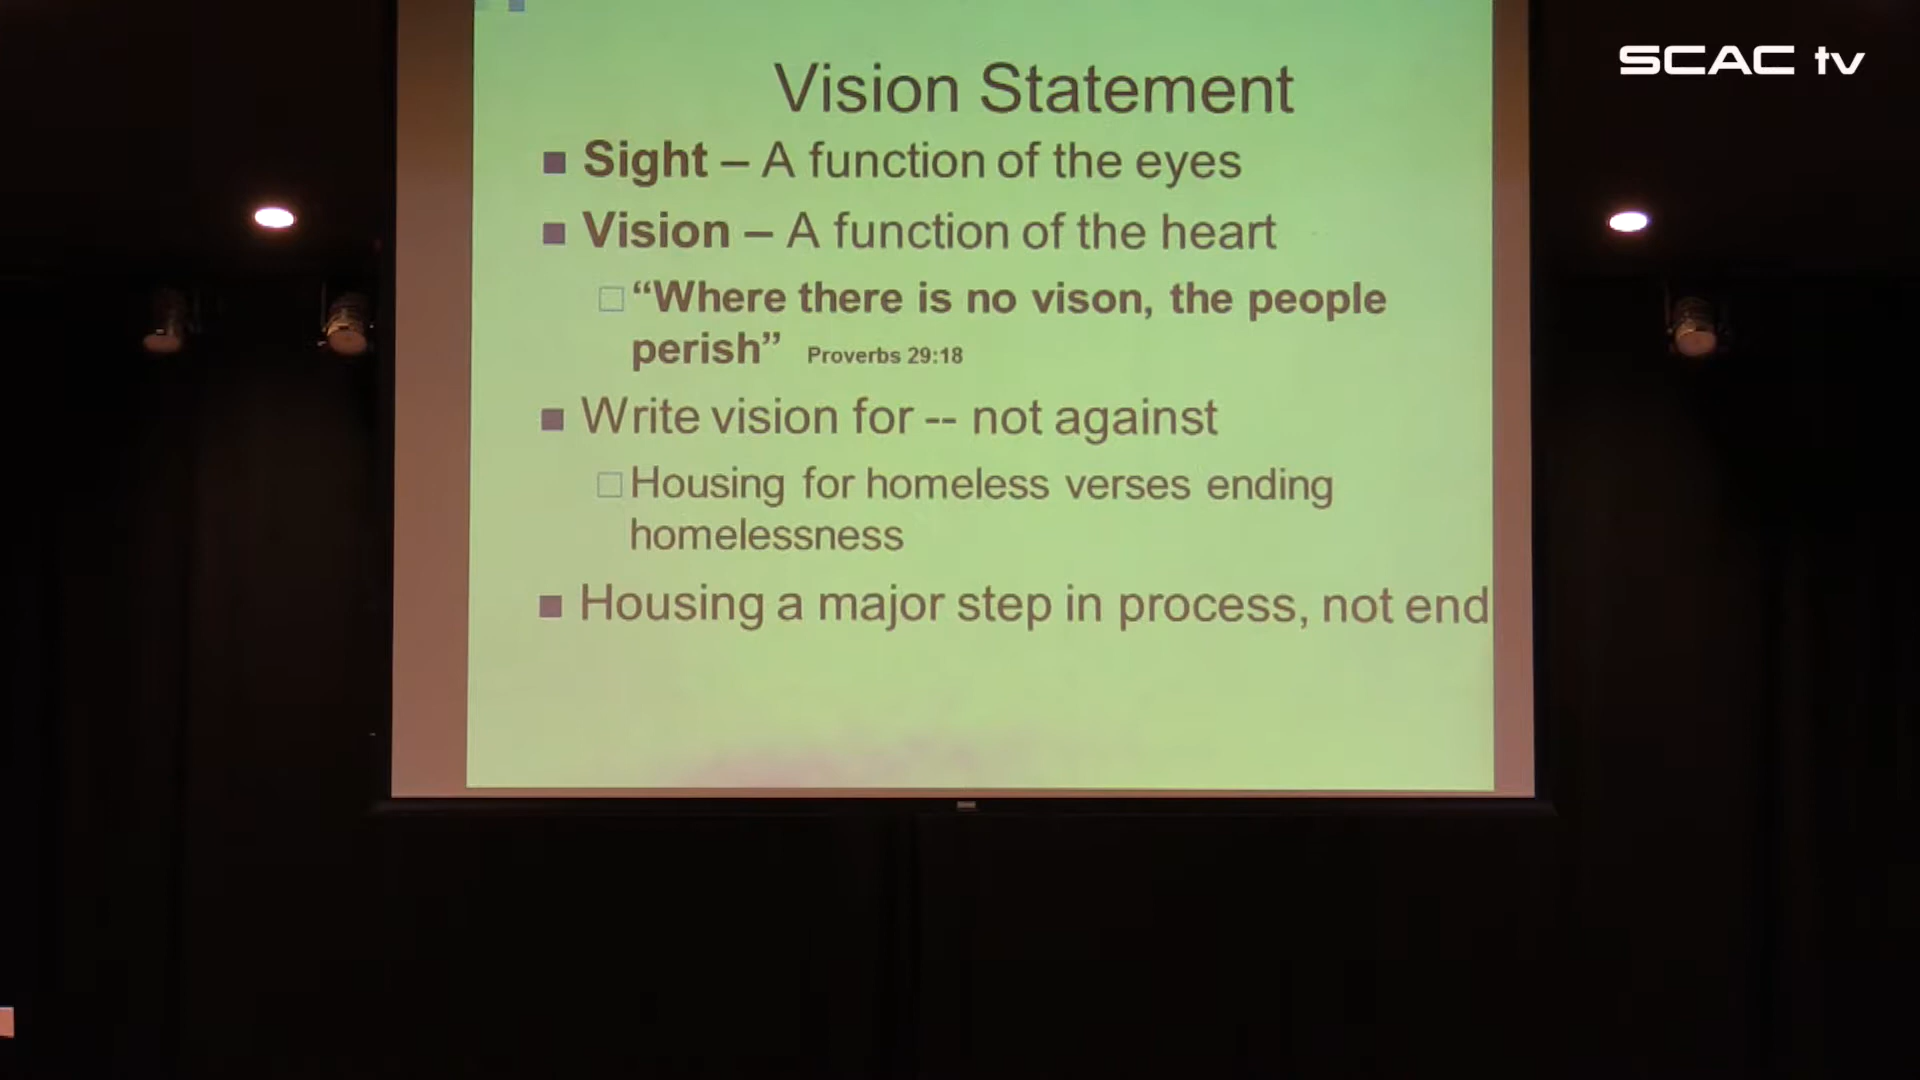 SCAC tv
Vision Statement
Sight – A function of the eyes
Vision – A function of the heart
“Where there is no vison, the people
perish” Proverbs 29:18
Write vision for -- not against
Housing for homeless verses ending
homelessness
Housing a major step in process, not end